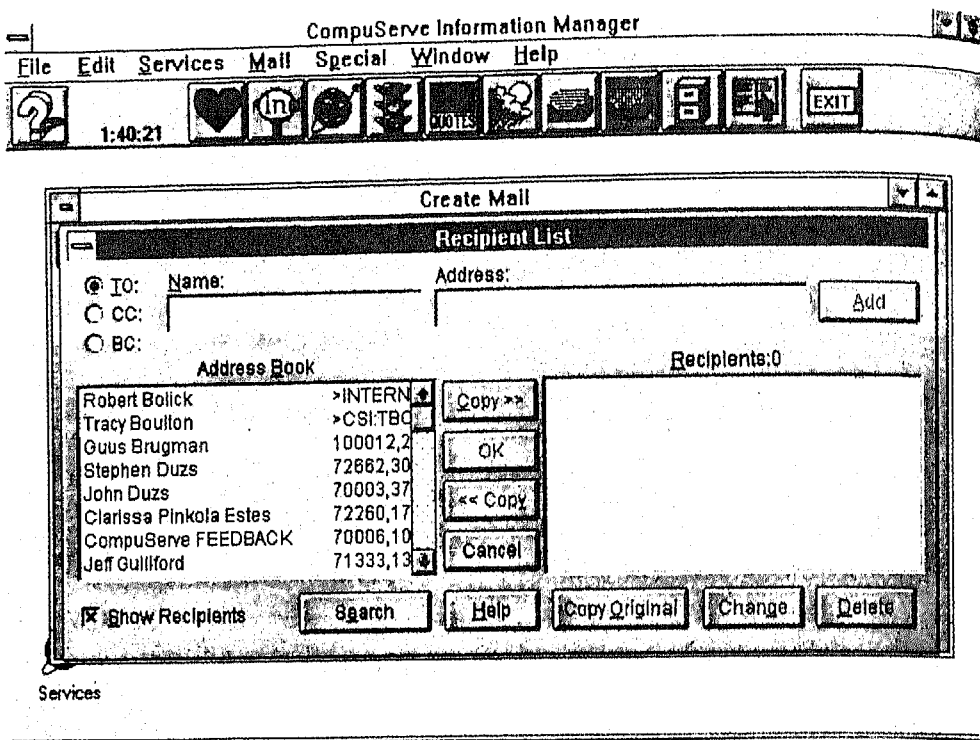 CompuServe Information Manager
File Edit Services Mail Special Window Help
1:40:21 In QUOTES EXIT
Create Mail
Recipient List
TO: Name: Address:
CC: Add
BC:
Address Book Recipients:0
Robert Bolick >INTERN
Tracy Boulton >CSI:TBO
Guus Brugman 100012,2
Stephen Duzs 72662,30
John Duzs 70003,37
Clarissa Pinkola Estes 72260,17
CompuServe FEEDBACK 70006,10
Jeff Gulliford 71333,13
Copy >>
OK
<< Copy
Cancel
Show Recipients Search Help Copy Original Change Delete
Services